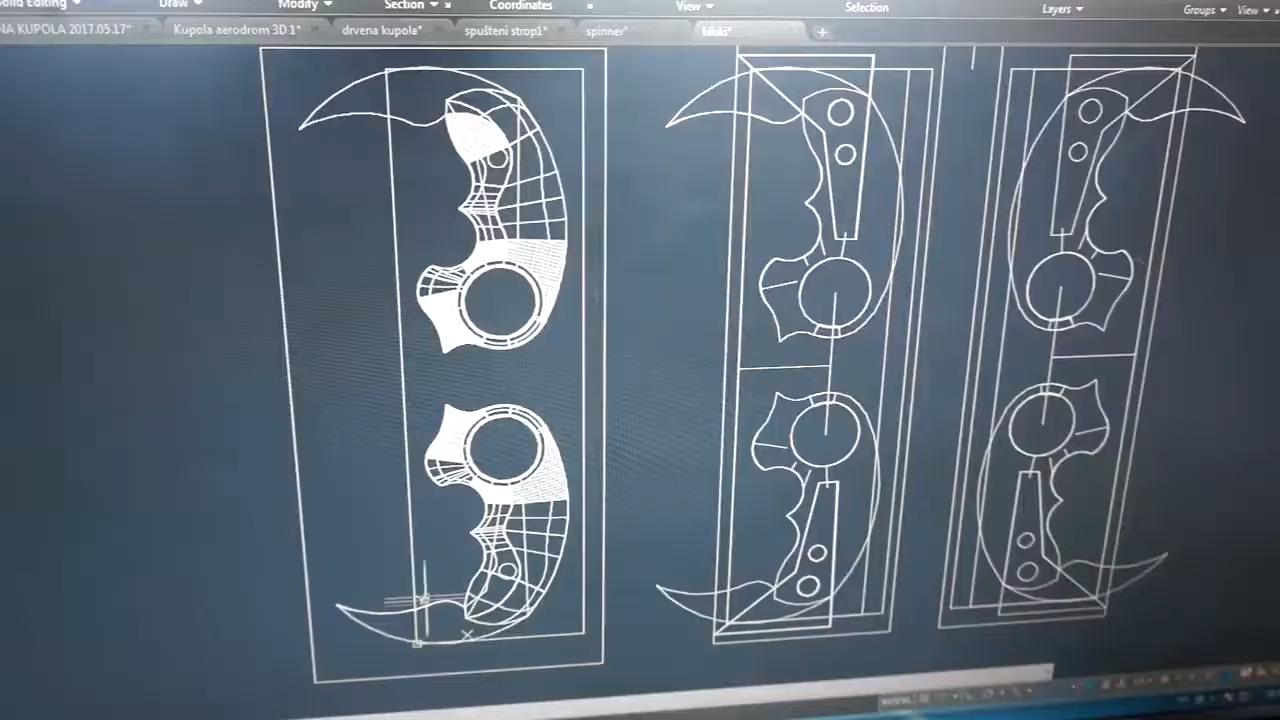 Solid Editing Draw Modify Section Coordinates View Selection Layers Groups View
NA KUPOLA 2017.05.17* Kupola aerodrom 3D 1* drvena kupola* spušteni strop1* spinner*